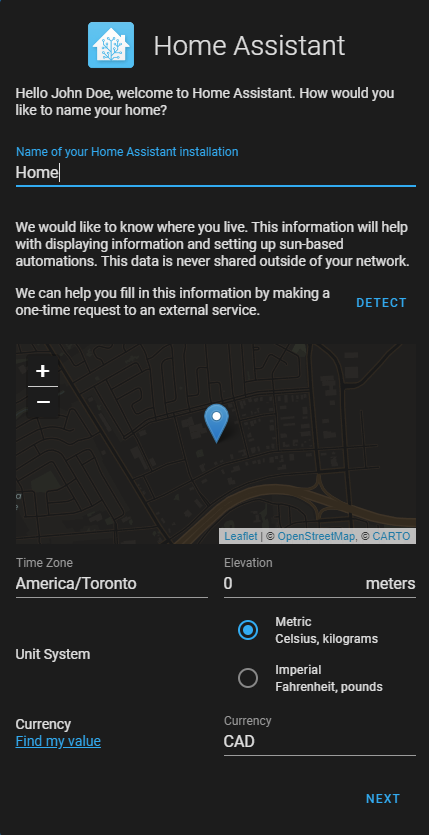 Home Assistant
Hello John Doe, welcome to Home Assistant. How would you
like to name your home?
Name of your Home Assistant installation
Home
We would like to know where you live. This information will help
with displaying information and setting up sun-based
automations. This data is never shared outside of your network.
We can help you fill in this information by making a
one-time request to an external service.
DETECT
+
−
Leaflet | © OpenStreetMap, © CARTO
Time Zone
America/Toronto
Elevation
0 meters
Unit System
Metric
Celsius, kilograms
Imperial
Fahrenheit, pounds
Currency
Find my value
Currency
CAD
NEXT